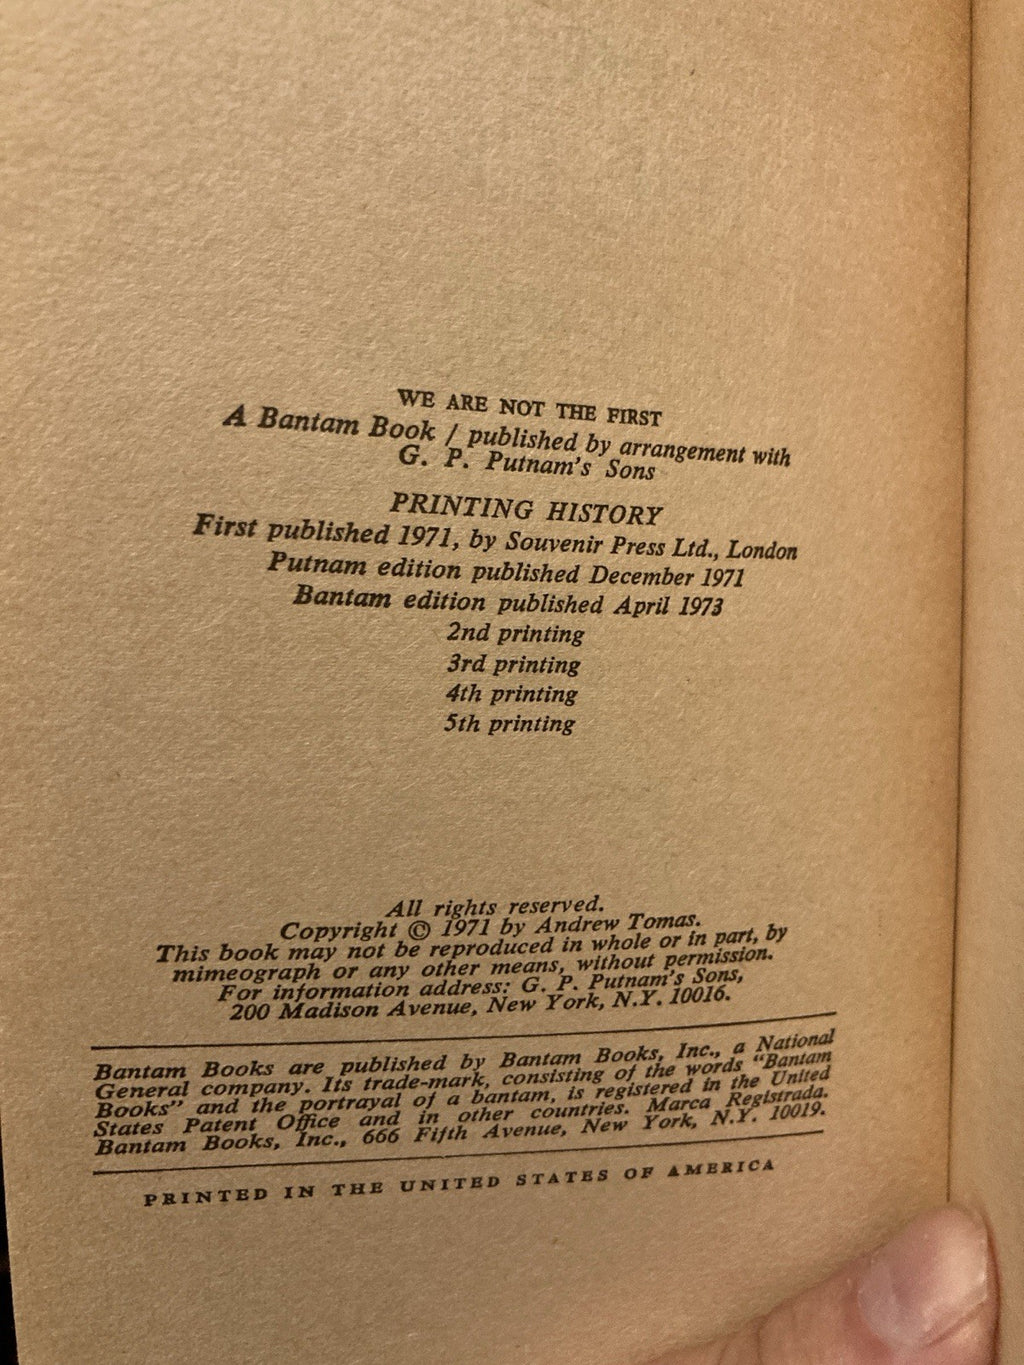 WE ARE NOT THE FIRST
A Bantam Book / published by arrangement with
G. P. Putnam's Sons
PRINTING HISTORY
First published 1971, by Souvenir Press Ltd., London
Putnam edition published December 1971
Bantam edition published April 1973
2nd printing
3rd printing
4th printing
5th printing
All rights reserved.
Copyright © 1971 by Andrew Tomas.
This book may not be reproduced in whole or in part, by
mimeograph or any other means, without permission.
For information address: G. P. Putnam's Sons,
200 Madison Avenue, New York, N.Y. 10016.
Bantam Books are published by Bantam Books, Inc., a National
General company. Its trade-mark, consisting of the words "Bantam
Books" and the portrayal of a bantam, is registered in the United
States Patent Office and in other countries. Marca Registrada.
Bantam Books, Inc., 666 Fifth Avenue, New York, N.Y. 10019.
PRINTED IN THE UNITED STATES OF AMERICA